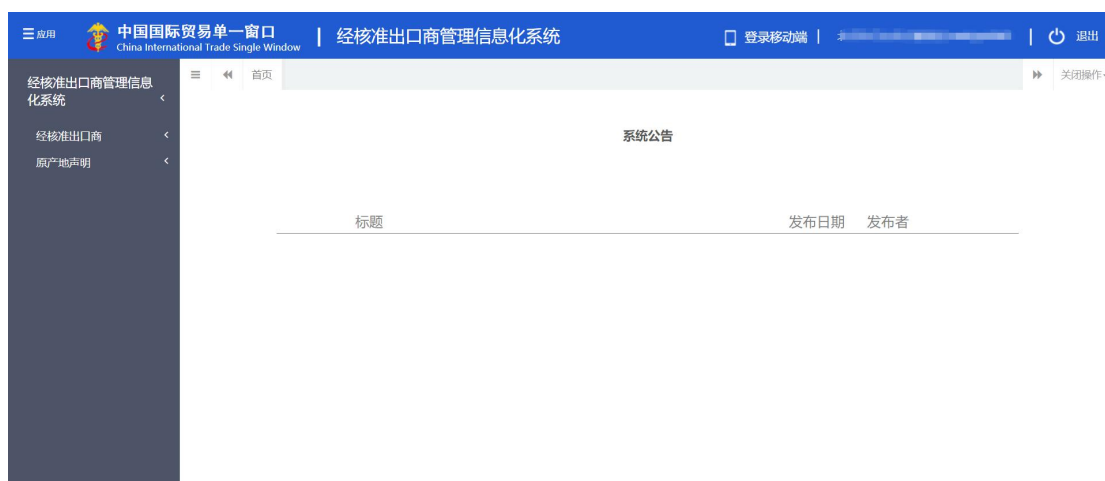 应用
中国国际贸易单一窗口
China International Trade Single Window
经核准出口商管理信息化系统
登录移动端
退出
经核准出口商管理信息
化系统
首页
关闭操作
经核准出口商
原产地声明
系统公告
标题 发布日期 发布者